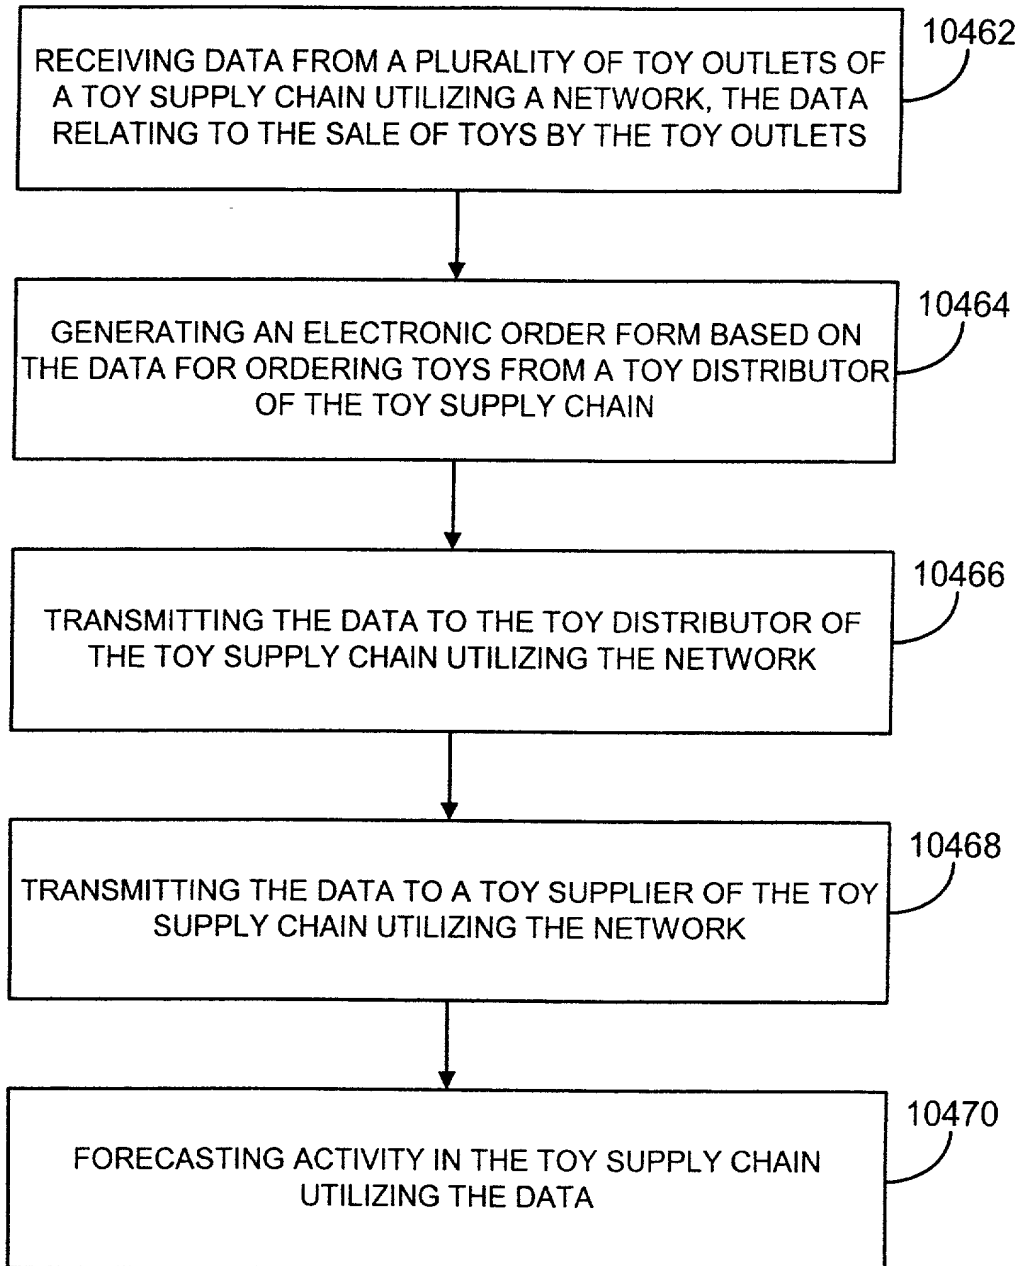 10462
RECEIVING DATA FROM A PLURALITY OF TOY OUTLETS OF
A TOY SUPPLY CHAIN UTILIZING A NETWORK, THE DATA
RELATING TO THE SALE OF TOYS BY THE TOY OUTLETS
10464
GENERATING AN ELECTRONIC ORDER FORM BASED ON
THE DATA FOR ORDERING TOYS FROM A TOY DISTRIBUTOR
OF THE TOY SUPPLY CHAIN
10466
TRANSMITTING THE DATA TO THE TOY DISTRIBUTOR OF
THE TOY SUPPLY CHAIN UTILIZING THE NETWORK
10468
TRANSMITTING THE DATA TO A TOY SUPPLIER OF THE TOY
SUPPLY CHAIN UTILIZING THE NETWORK
10470
FORECASTING ACTIVITY IN THE TOY SUPPLY CHAIN
UTILIZING THE DATA